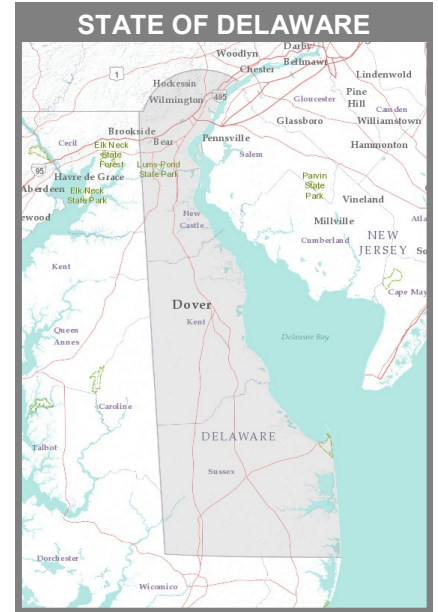 STATE OF DELAWARE
Darby
Woodlyn
Bellmawr
Chester
1
Lindenwold
Hockessin
Pine
Hill
495
Wilmington
Gloucester
Camden
Glassboro
Williamstown
Brookside
Pennsville
Cecil
Elk Neck
State
Forest
Bear
Hammonton
Salem
95
Lums Pond
State Park
Havre de Grace
Aberdeen
Elk Neck
State Park
Parvin
State
Park
Vineland
ewood
New
Castle
Millville
Atla
Cumberland
NEW
JERSEY
So
Kent
Cape May
Dover
Kent
Queen
Annes
Delaware Bay
Caroline
DELAWARE
Talbot
Sussex
Dorchester
Wicomico